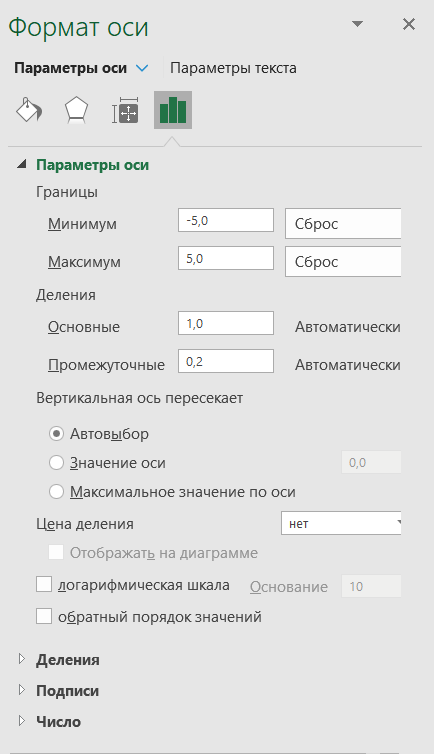 Формат оси
Параметры оси Параметры текста
Параметры оси
Границы
Минимум -5,0 Сброс
Максимум 5,0 Сброс
Деления
Основные 1,0 Автоматически
Промежуточные 0,2 Автоматически
Вертикальная ось пересекает
Автовыбор
Значение оси 0,0
Максимальное значение по оси
Цена деления нет
Отображать на диаграмме
логарифмическая шкала Основание 10
обратный порядок значений
Деления
Подписи
Число